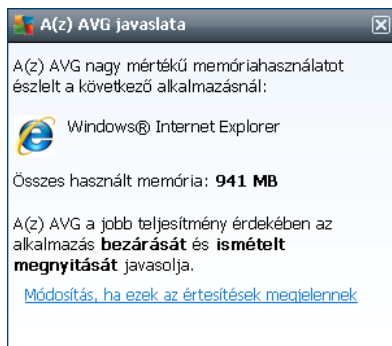 A(z) AVG javaslata
A(z) AVG nagy mértékű memóriahasználatot
észlelt a következő alkalmazásnál:
Windows® Internet Explorer
Összes használt memória: 941 MB
A(z) AVG a jobb teljesítmény érdekében az
alkalmazás bezárását és ismételt
megnyitását javasolja.
Módosítás, ha ezek az értesítések megjelennek